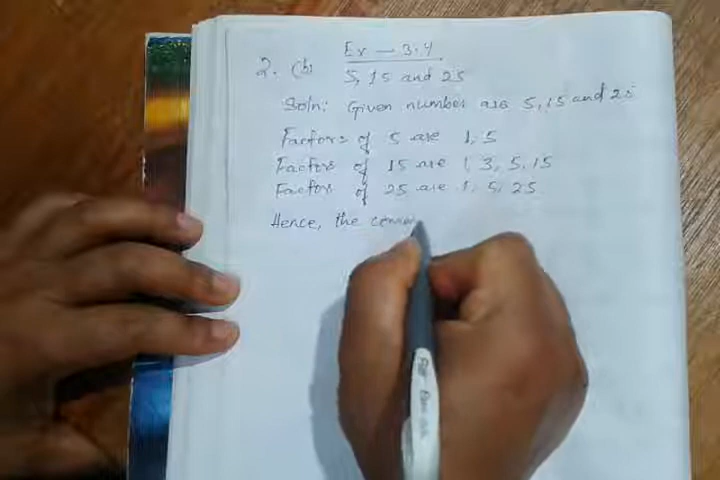 Ex - 3.4
2. (b) 5, 15 and 25
Soln: Given number are 5, 15 and 25
Factors of 5 are 1, 5
Factors of 15 are 1, 3, 5, 15
Factors of 25 are 1, 5, 25
Hence, the comm